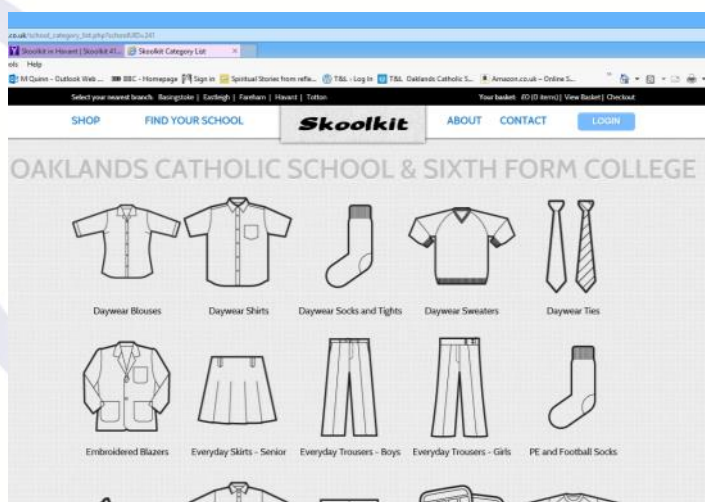 .co.uk/school_category_list.php?schoolUID=241
Skoolkit in Havant | Skoolkit 41... Skoolkit Category List ×
ols Help
M Quinn - Outlook Web ... BBC - Homepage Sign in Spiritual Stories from refle... T&L - Log In T&L Oaklands Catholic S... Amazon.co.uk – Online S...
Select your nearest branch: Basingstoke | Eastleigh | Fareham | Havant | Totton Your basket: £0 (0 items) | View Basket | Checkout
SHOP FIND YOUR SCHOOL Skoolkit ABOUT CONTACT LOGIN
OAKLANDS CATHOLIC SCHOOL & SIXTH FORM COLLEGE
Daywear Blouses Daywear Shirts Daywear Socks and Tights Daywear Sweaters Daywear Ties
Embroidered Blazers Everyday Skirts - Senior Everyday Trousers - Boys Everyday Trousers - Girls PE and Football Socks